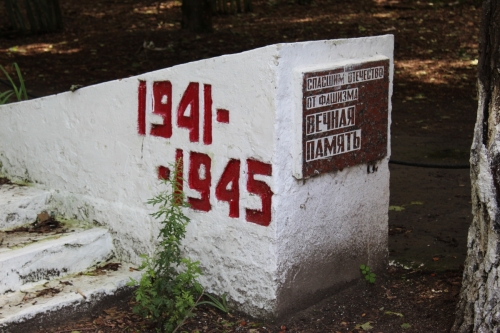 1941-
-1945
СПАСШИМ ОТЕЧЕСТВО
ОТ ФАШИЗМА
ВЕЧНАЯ
ПАМЯТЬ